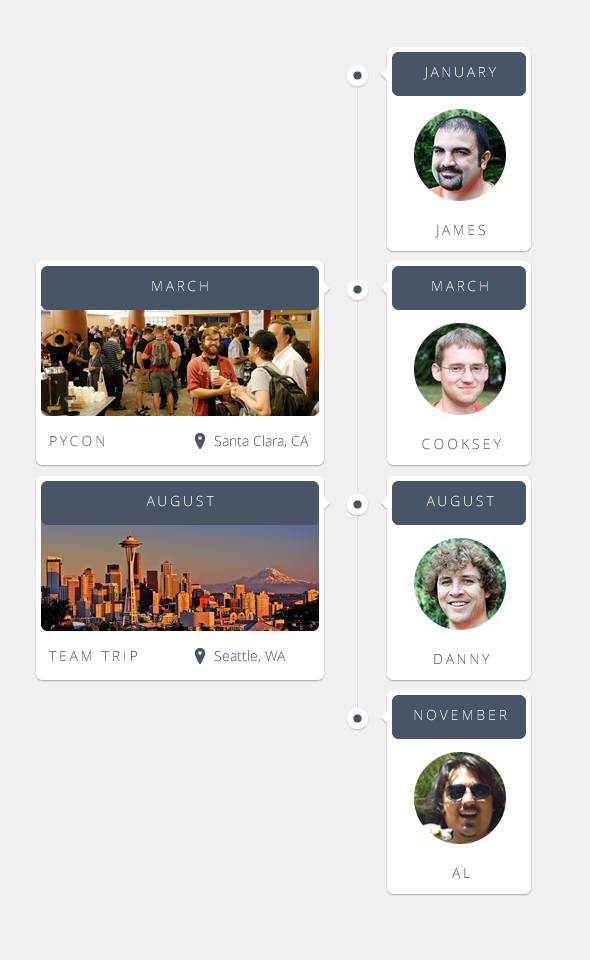 JANUARY
JAMES
MARCH
PYCON
Santa Clara, CA
MARCH
COOKSEY
AUGUST
TEAM TRIP
Seattle, WA
AUGUST
DANNY
NOVEMBER
AL